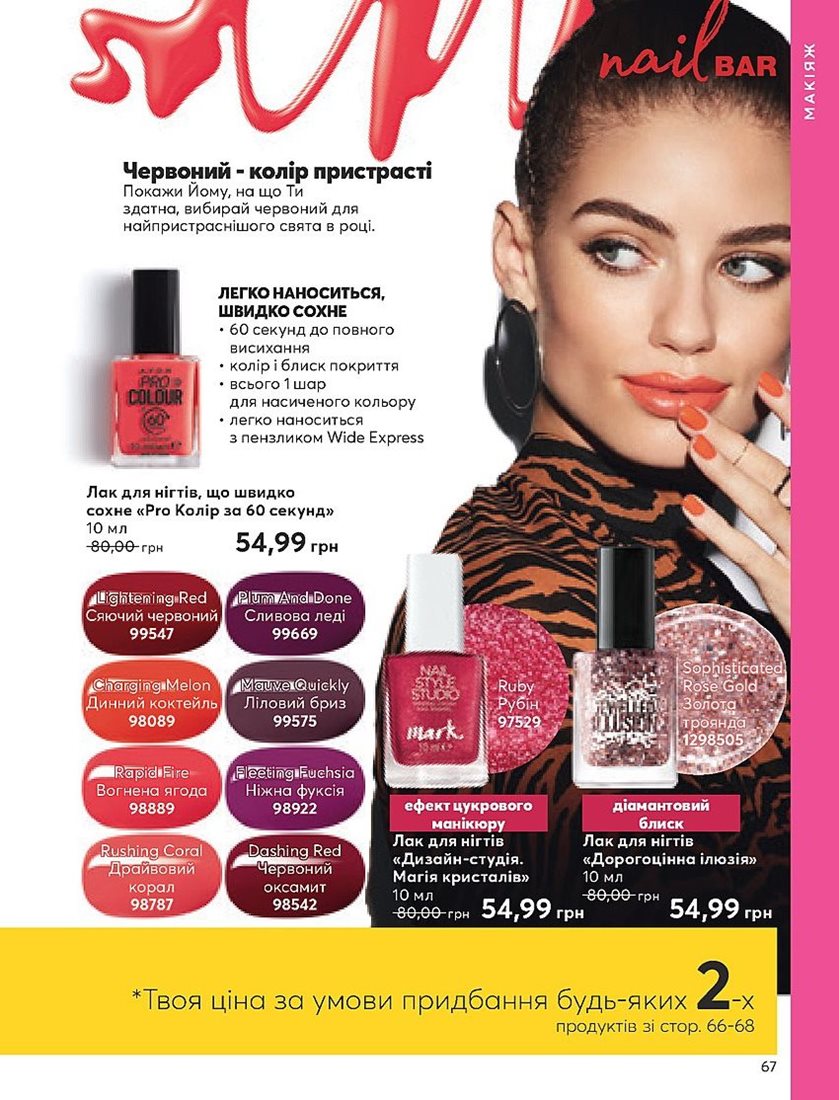 nail BAR
МАКІЯЖ
Червоний - колір пристрасті
Покажи Йому, на що Ти
здатна, вибирай червоний для
найпристраснішого свята в році.
ЛЕГКО НАНОСИТЬСЯ,
ШВИДКО СОХНЕ
• 60 секунд до повного
висихання
• колір і блиск покриття
• всього 1 шар
для насиченого кольору
• легко наноситься
з пензликом Wide Express
AVON
PRO
COLOUR
60
Лак для нігтів, що швидко
сохне «Pro Колір за 60 секунд»
10 мл
80,00 грн
54,99 грн
Lightening Red
Сяючий червоний
99547
Plum And Done
Сливова леді
99669
Charging Melon
Динний коктейль
98089
Mauve Quickly
Ліловий бриз
99575
Rapid Fire
Вогнена ягода
98889
Fleeting Fuchsia
Ніжна фуксія
98922
Rushing Coral
Драйвовий
корал
98787
Dashing Red
Червоний
оксамит
98542
NAIL
STYLE
STUDIO
mark.
10 ml ℮
Ruby
Рубін
97529
Sophisticated
Rose Gold
Золота
троянда
1298505
ефект цукрового
манікюру
Лак для нігтів
«Дизайн-студія.
Магія кристалів»
10 мл
80,00 грн
54,99 грн
діамантовий
блиск
Лак для нігтів
«Дорогоцінна ілюзія»
10 мл
80,00 грн
54,99 грн
*Твоя ціна за умови придбання будь-яких 2-х
продуктів зі стор. 66-68
67